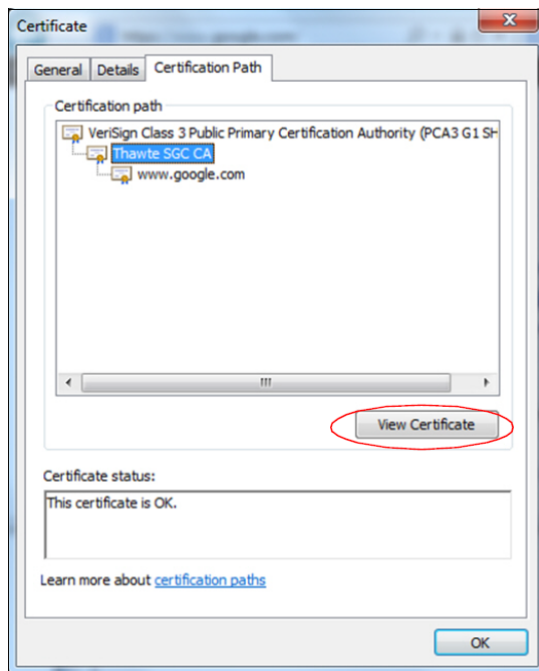 Certificate
General Details Certification Path
Certification path
VeriSign Class 3 Public Primary Certification Authority (PCA3 G1 SH
Thawte SGC CA
www.google.com
View Certificate
Certificate status:
This certificate is OK.
Learn more about certification paths
OK